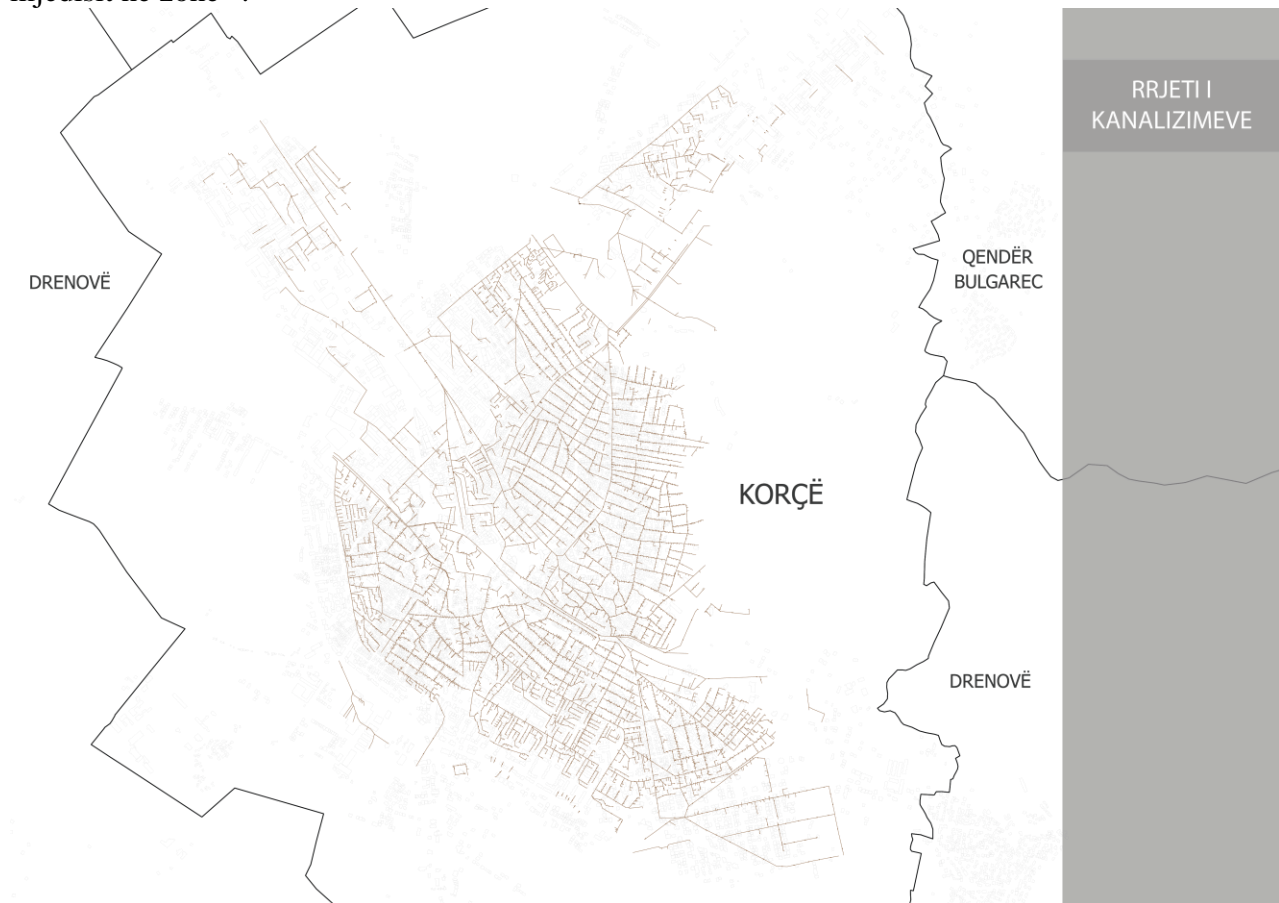 RRJETI I
KANALIZIMEVE
QENDËR
BULGAREC
DRENOVË
KORÇË
DRENOVË